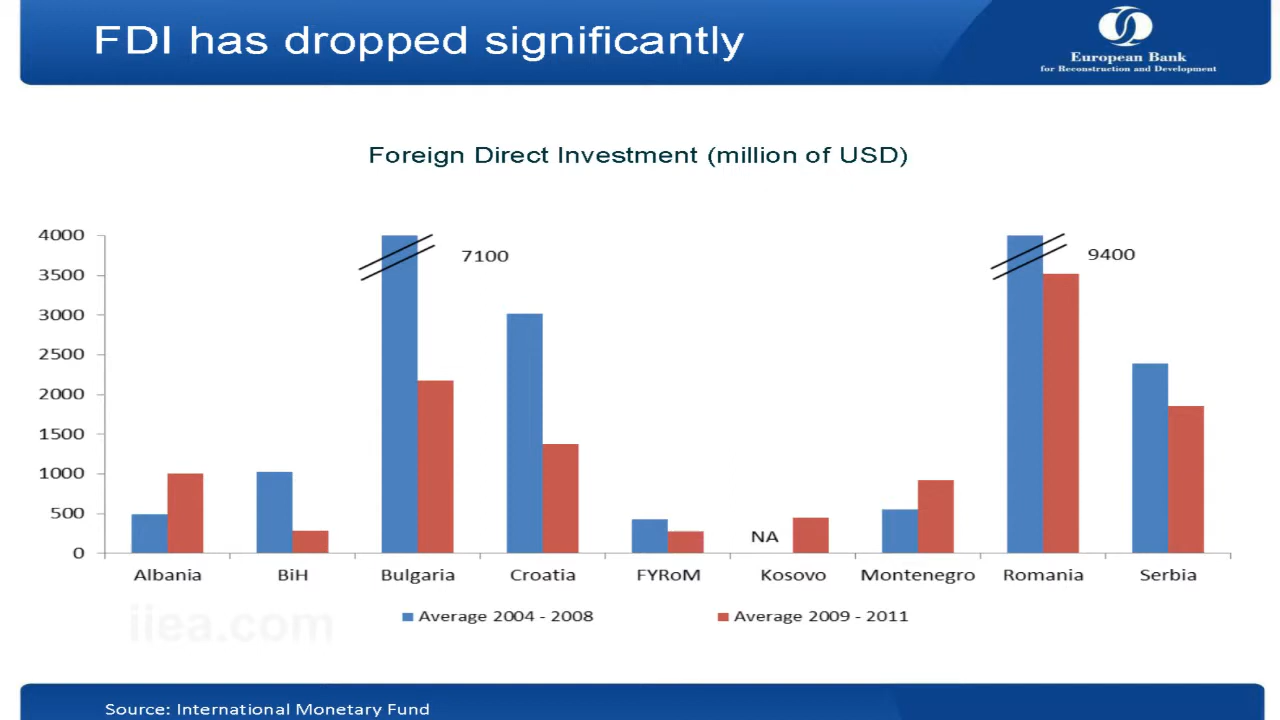 FDI has dropped significantly
European Bank
for Reconstruction and Development
Foreign Direct Investment (million of USD)
4000
3500
3000
2500
2000
1500
1000
500
0
7100
9400
NA
Albania BiH Bulgaria Croatia FYRoM Kosovo Montenegro Romania Serbia
Average 2004 - 2008 Average 2009 - 2011
iiea.com
Source: International Monetary Fund